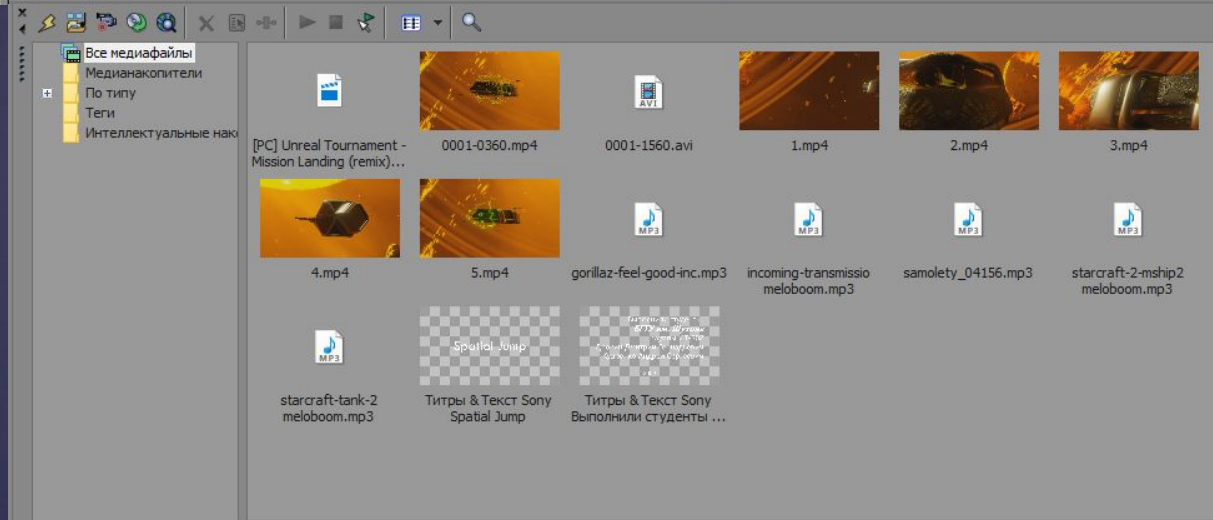 Все медиафайлы
Медианакопители
По типу
Теги
Интеллектуальные нако
[PC] Unreal Tournament -
Mission Landing (remix)...
0001-0360.mp4
AVI
0001-1560.avi
1.mp4
2.mp4
3.mp4
4.mp4
5.mp4
MP3
gorillaz-feel-good-inc.mp3
MP3
incoming-transmissio
meloboom.mp3
MP3
samolety_04156.mp3
MP3
starcraft-2-mship2
meloboom.mp3
MP3
starcraft-tank-2
meloboom.mp3
Spatial Jump
Титры & Текст Sony
Spatial Jump
Титры & Текст Sony
Выполнили студенты ...